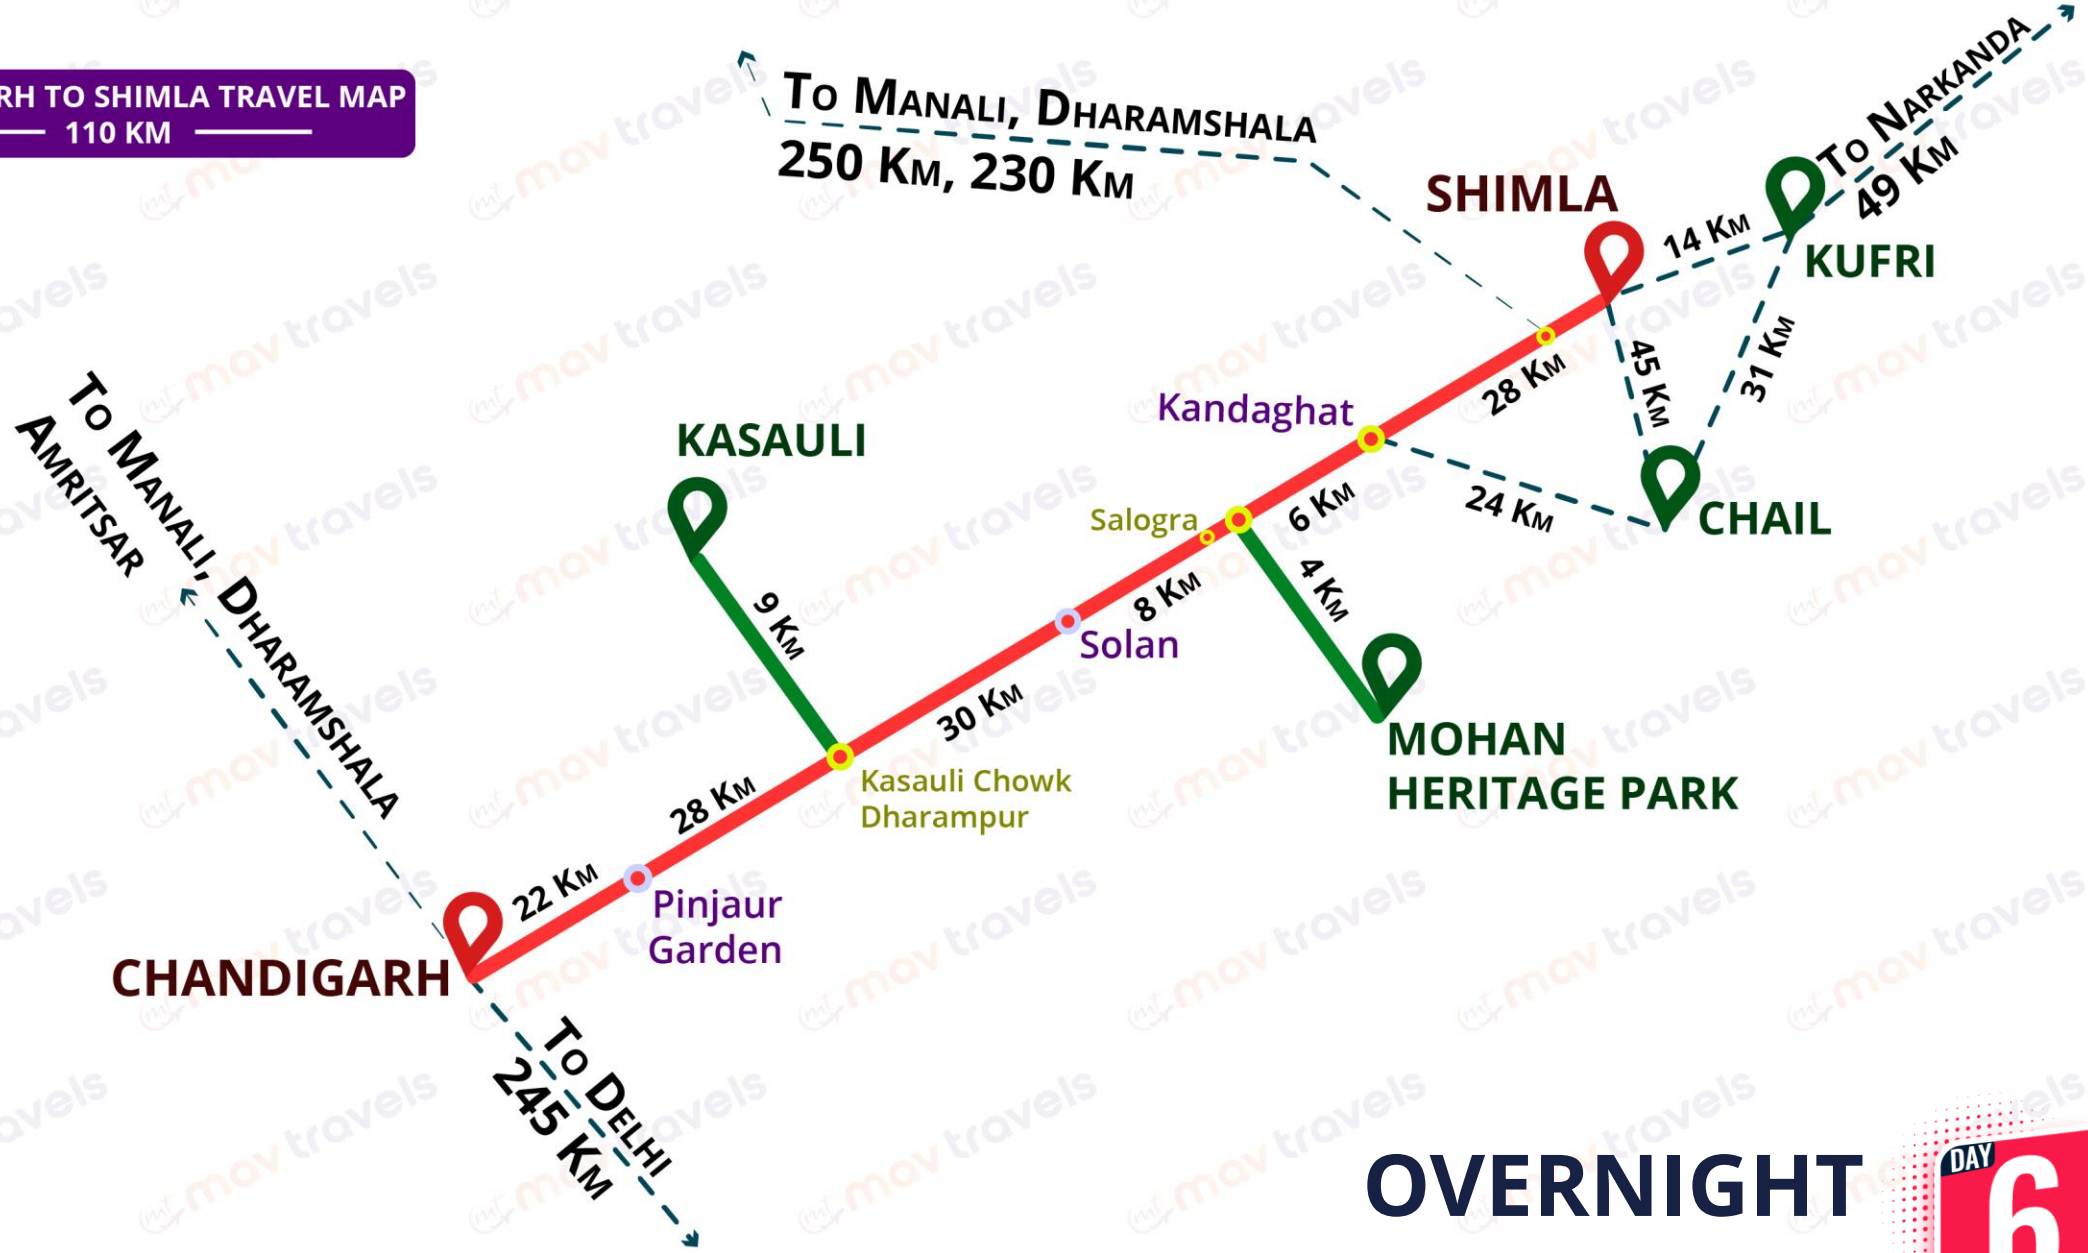 RH TO SHIMLA TRAVEL MAP
110 KM
To Manali, Dharamshala
250 Km, 230 Km
To Narkanda
49 Km
SHIMLA
14 Km
KUFRI
45 Km
31 Km
28 Km
Kandaghat
24 Km
CHAIL
KASAULI
To Manali, Dharamshala
Amritsar
9 Km
Salogra
6 Km
8 Km
4 Km
Solan
30 Km
MOHAN
HERITAGE PARK
Kasauli Chowk
Dharampur
28 Km
22 Km
Pinjaur
Garden
CHANDIGARH
To Delhi
245 Km
OVERNIGHT
DAY
6
mav travels